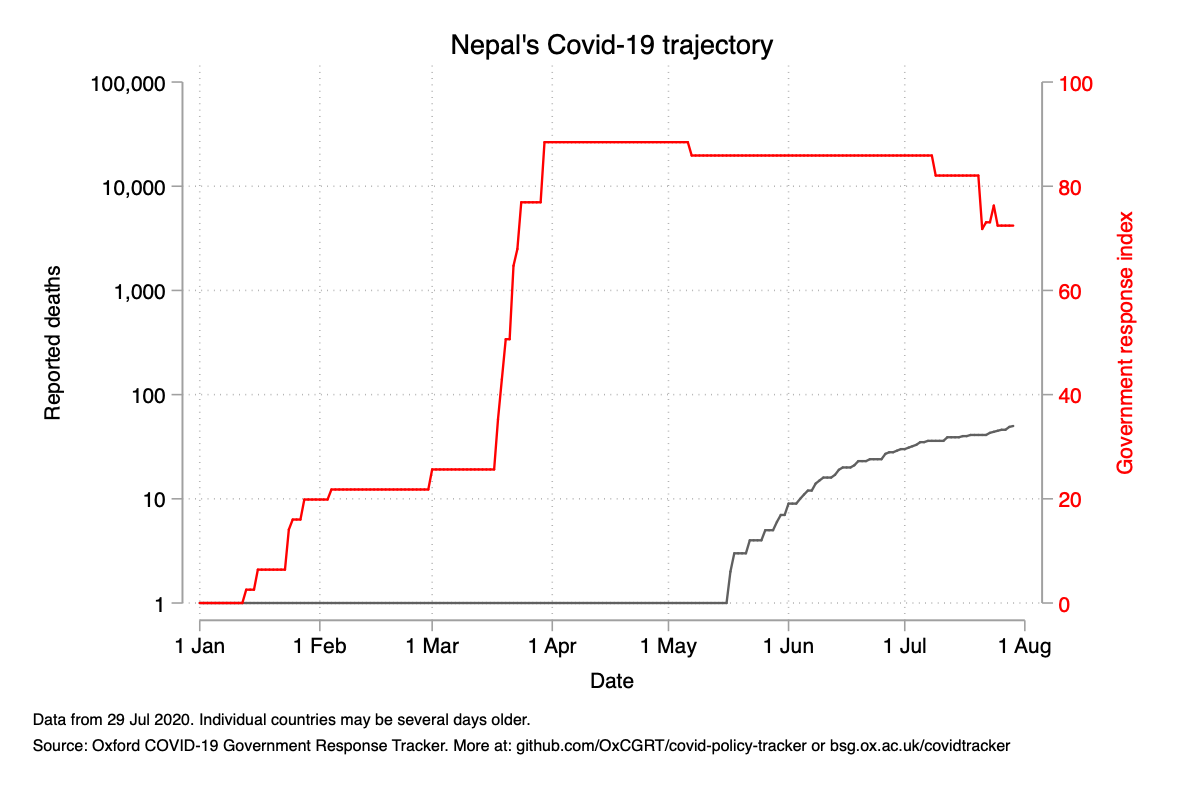 Nepal's Covid-19 trajectory
100,000
10,000
1,000
100
10
1
Reported deaths
100
80
60
40
20
0
Government response index
1 Jan 1 Feb 1 Mar 1 Apr 1 May 1 Jun 1 Jul 1 Aug
Date
Data from 29 Jul 2020. Individual countries may be several days older.
Source: Oxford COVID-19 Government Response Tracker. More at: github.com/OxCGRT/covid-policy-tracker or bsg.ox.ac.uk/covidtracker